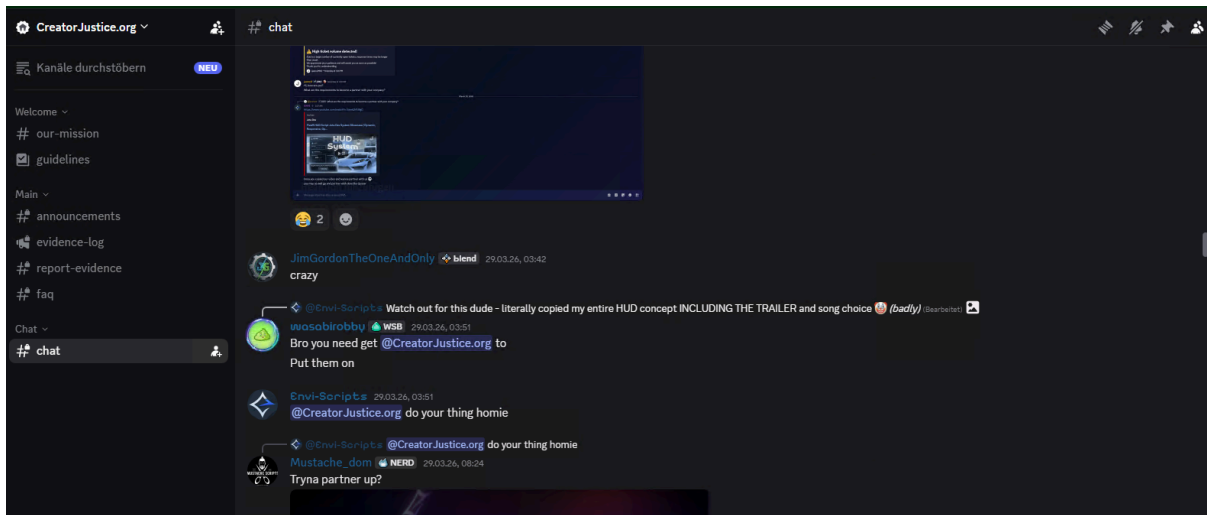 CreatorJustice.org
chat
Kanäle durchstöbern
NEU
Welcome
our-mission
guidelines
Main
announcements
evidence-log
report-evidence
faq
Chat
chat
High ticket volume detected!
HUD
System
2
JimGordonTheOneAndOnly blend 29.03.26, 03:42
crazy
@Envi-Scripts Watch out for this dude - literally copied my entire HUD concept INCLUDING THE TRAILER and song choice 🤡 (badly) (Bearbeitet)
wasabirobby WSB 29.03.26, 03:51
Bro you need get @CreatorJustice.org to
Put them on
Envi-Scripts 29.03.26, 03:51
@CreatorJustice.org do your thing homie
@Envi-Scripts @CreatorJustice.org do your thing homie
Mustache_dom NERD 29.03.26, 08:24
Tryna partner up?